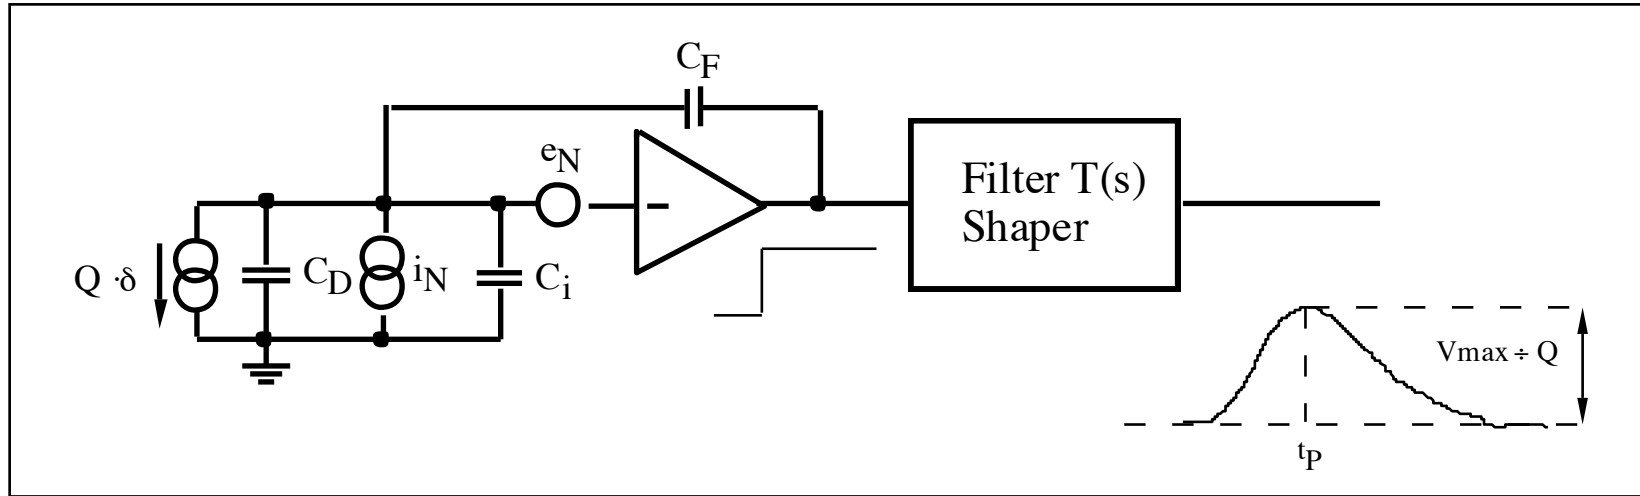 C_F
e_N
Filter T(s)
Shaper
Q ·δ
C_D
i_N
C_i
-
Vmax ÷ Q
t_P